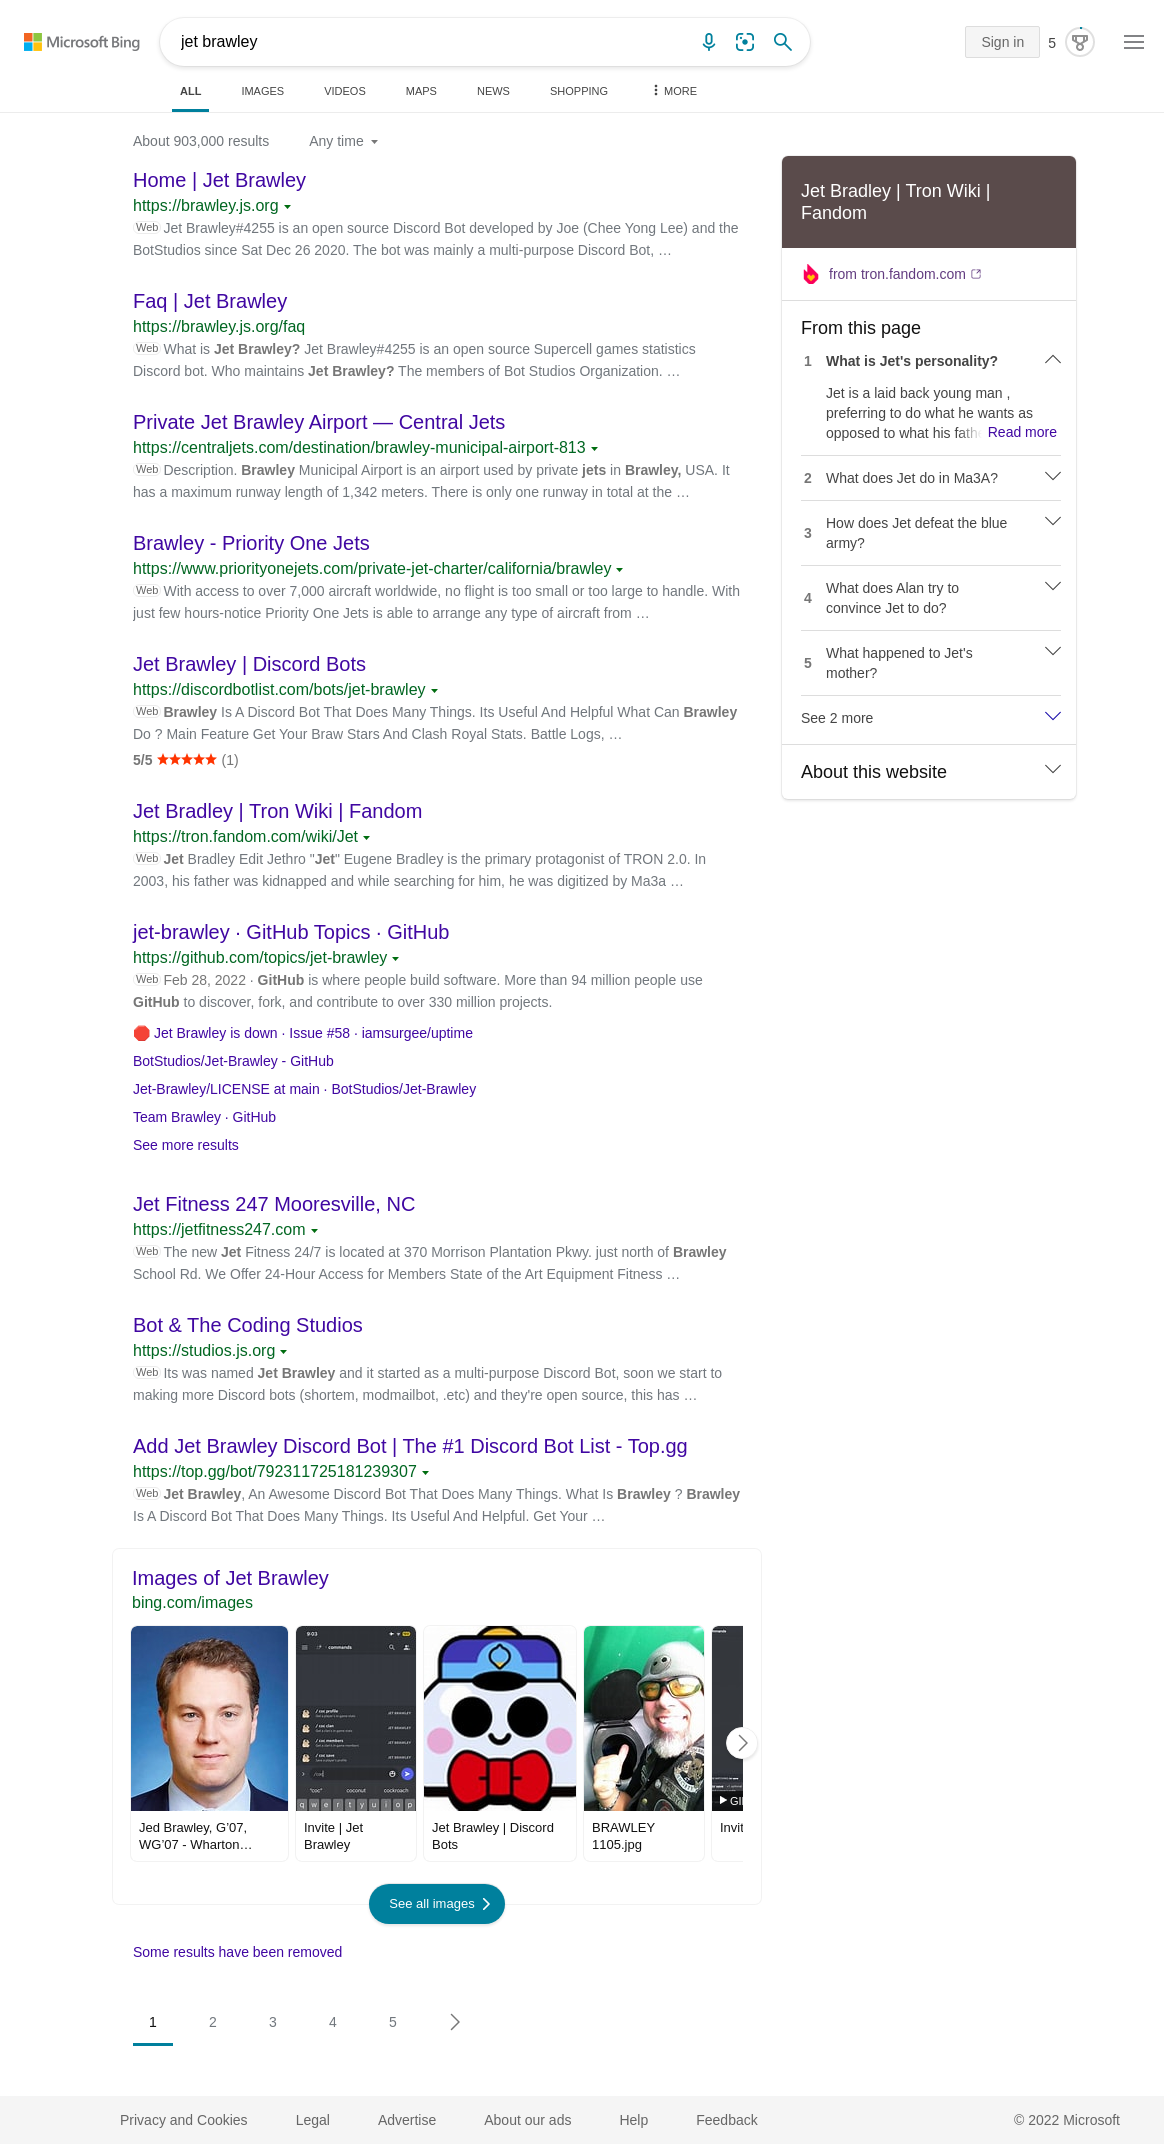 Microsoft Bing
jet brawley
Sign in
5
ALL
IMAGES
VIDEOS
MAPS
NEWS
SHOPPING
MORE
About 903,000 results
Any time
Home | Jet Brawley
https://brawley.js.org
Web Jet Brawley#4255 is an open source Discord Bot developed by Joe (Chee Yong Lee) and the
BotStudios since Sat Dec 26 2020. The bot was mainly a multi-purpose Discord Bot, …
Faq | Jet Brawley
https://brawley.js.org/faq
Web What is Jet Brawley? Jet Brawley#4255 is an open source Supercell games statistics
Discord bot. Who maintains Jet Brawley? The members of Bot Studios Organization. …
Private Jet Brawley Airport — Central Jets
https://centraljets.com/destination/brawley-municipal-airport-813
Web Description. Brawley Municipal Airport is an airport used by private jets in Brawley, USA. It
has a maximum runway length of 1,342 meters. There is only one runway in total at the …
Brawley - Priority One Jets
https://www.priorityonejets.com/private-jet-charter/california/brawley
Web With access to over 7,000 aircraft worldwide, no flight is too small or too large to handle. With
just few hours-notice Priority One Jets is able to arrange any type of aircraft from …
Jet Brawley | Discord Bots
https://discordbotlist.com/bots/jet-brawley
Web Brawley Is A Discord Bot That Does Many Things. Its Useful And Helpful What Can Brawley
Do ? Main Feature Get Your Braw Stars And Clash Royal Stats. Battle Logs, …
5/5 ★★★★★ (1)
Jet Bradley | Tron Wiki | Fandom
https://tron.fandom.com/wiki/Jet
Web Jet Bradley Edit Jethro "Jet" Eugene Bradley is the primary protagonist of TRON 2.0. In
2003, his father was kidnapped and while searching for him, he was digitized by Ma3a …
jet-brawley · GitHub Topics · GitHub
https://github.com/topics/jet-brawley
Web Feb 28, 2022 · GitHub is where people build software. More than 94 million people use
GitHub to discover, fork, and contribute to over 330 million projects.
🛑 Jet Brawley is down · Issue #58 · iamsurgee/uptime
BotStudios/Jet-Brawley - GitHub
Jet-Brawley/LICENSE at main · BotStudios/Jet-Brawley
Team Brawley · GitHub
See more results
Jet Fitness 247 Mooresville, NC
https://jetfitness247.com
Web The new Jet Fitness 24/7 is located at 370 Morrison Plantation Pkwy. just north of Brawley
School Rd. We Offer 24-Hour Access for Members State of the Art Equipment Fitness …
Bot & The Coding Studios
https://studios.js.org
Web Its was named Jet Brawley and it started as a multi-purpose Discord Bot, soon we start to
making more Discord bots (shortem, modmailbot, .etc) and they're open source, this has …
Add Jet Brawley Discord Bot | The #1 Discord Bot List - Top.gg
https://top.gg/bot/792311725181239307
Web Jet Brawley, An Awesome Discord Bot That Does Many Things. What Is Brawley ? Brawley
Is A Discord Bot That Does Many Things. Its Useful And Helpful. Get Your …
Images of Jet Brawley
bing.com/images
9:03
commands
/ coc profile
/ coc clan
/ coc members
/ coc save
JET BRAWLEY
JET BRAWLEY
JET BRAWLEY
JET BRAWLEY
/coc
"coc"
coconut
cockroach
q w e r t y u i o p
Jed Brawley, G’07,
WG’07 - Wharton…
Invite | Jet
Brawley
Jet Brawley | Discord
Bots
BRAWLEY
1105.jpg
GI
Invit
See all images
Some results have been removed
1
2
3
4
5
Jet Bradley | Tron Wiki |
Fandom
from tron.fandom.com
From this page
1 What is Jet's personality?
Jet is a laid back young man ,
preferring to do what he wants as
opposed to what his fath Read more
2 What does Jet do in Ma3A?
3 How does Jet defeat the blue
army?
4 What does Alan try to
convince Jet to do?
5 What happened to Jet's
mother?
See 2 more
About this website
Privacy and Cookies
Legal
Advertise
About our ads
Help
Feedback
© 2022 Microsoft